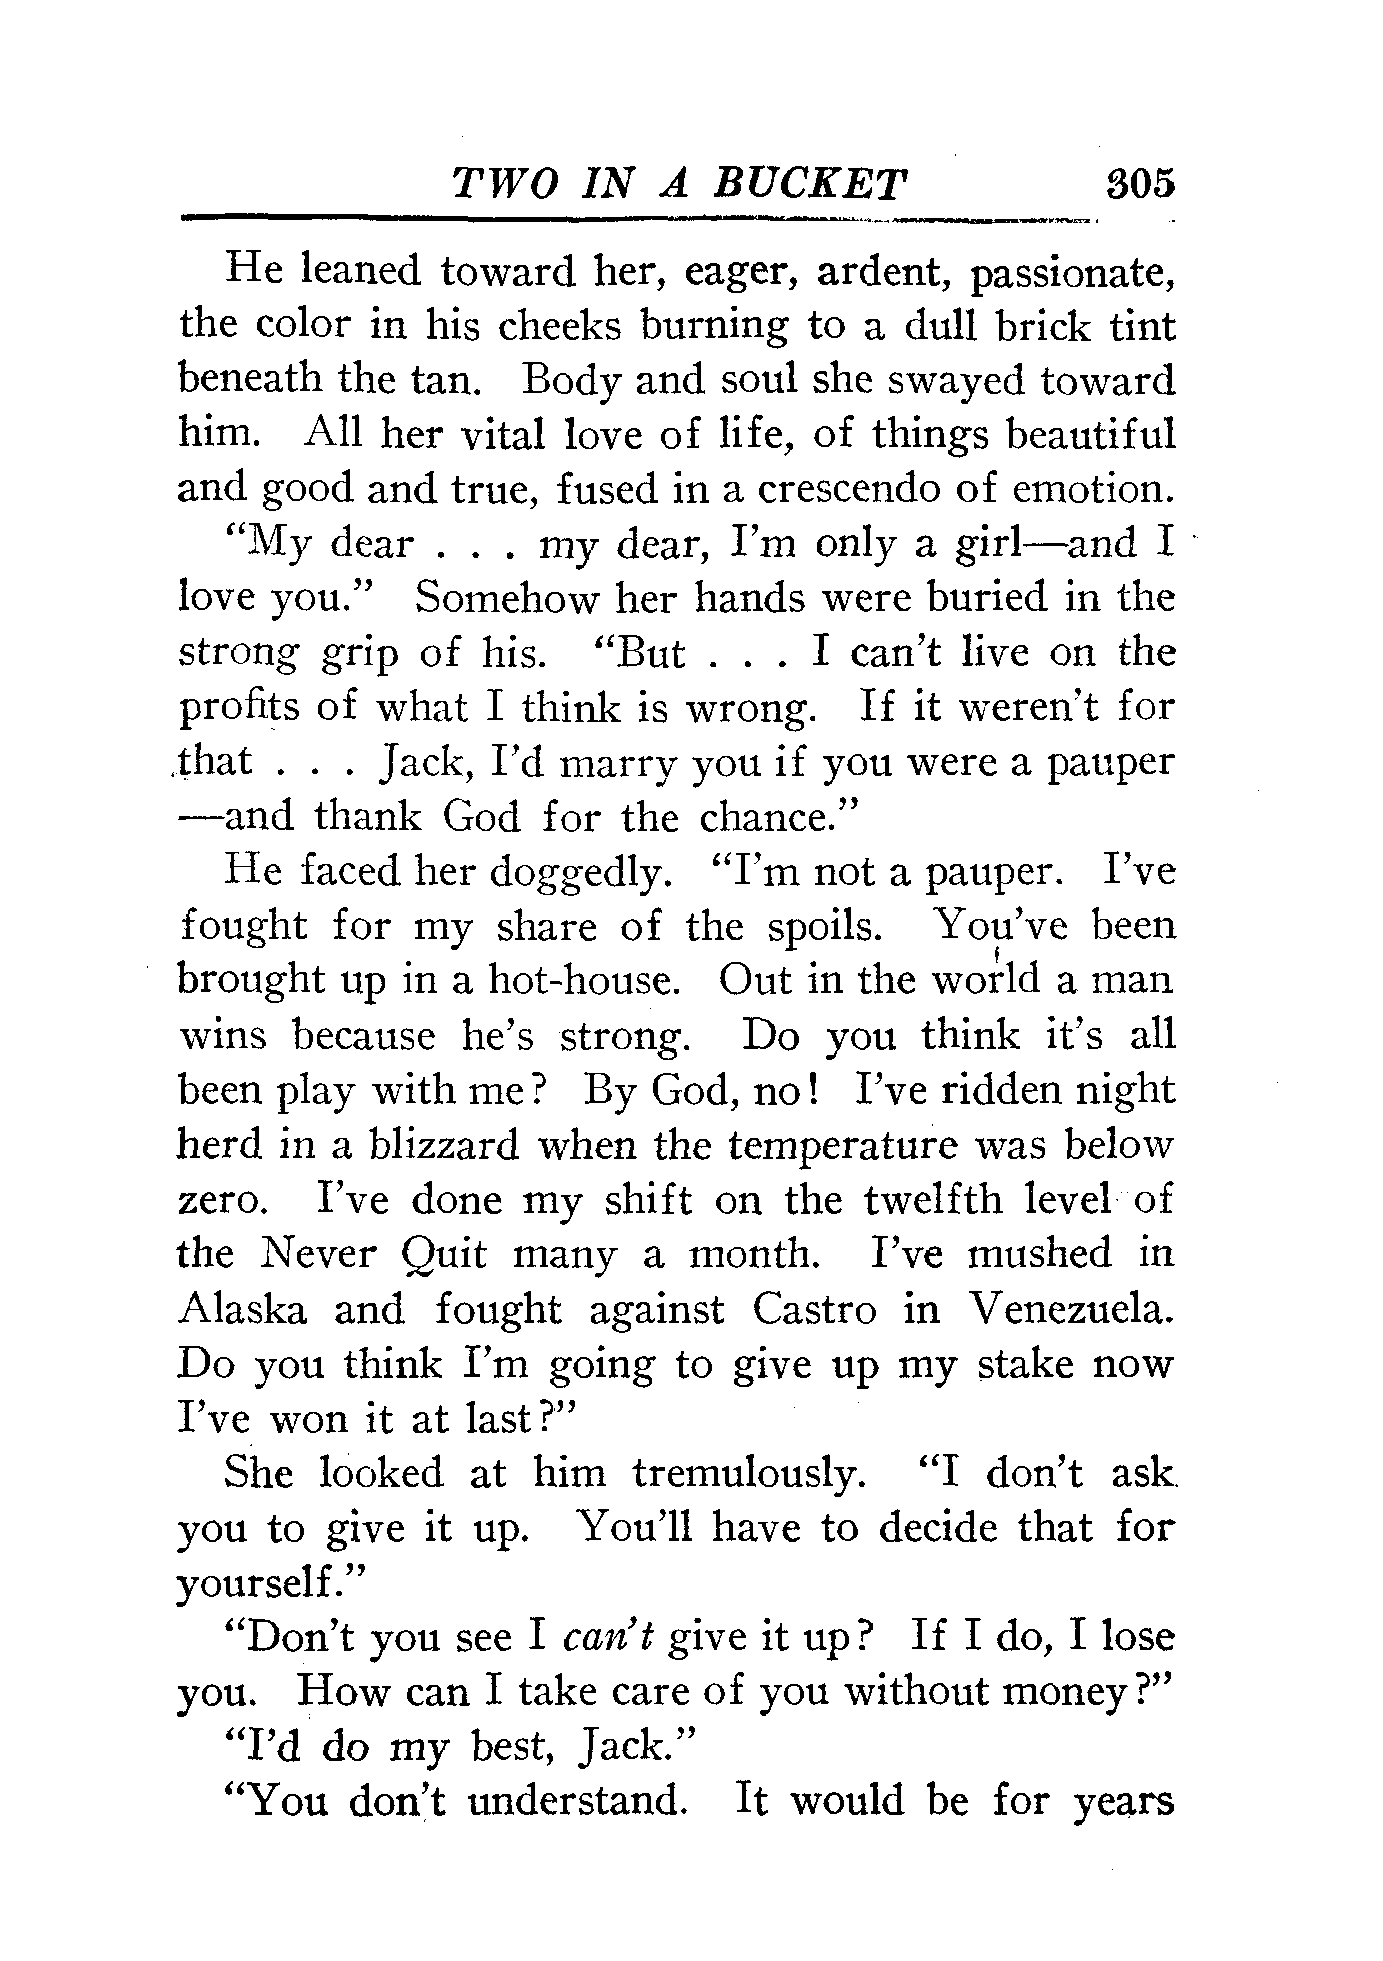 TWO IN A BUCKET 305
He leaned toward her, eager, ardent, passionate,
the color in his cheeks burning to a dull brick tint
beneath the tan. Body and soul she swayed toward
him. All her vital love of life, of things beautiful
and good and true, fused in a crescendo of emotion.
“My dear . . . my dear, I’m only a girl—and I
love you.” Somehow her hands were buried in the
strong grip of his. “But . . . I can’t live on the
profits of what I think is wrong. If it weren’t for
that . . . Jack, I’d marry you if you were a pauper
—and thank God for the chance.”
He faced her doggedly. “I’m not a pauper. I’ve
fought for my share of the spoils. You’ve been
brought up in a hot-house. Out in the world a man
wins because he’s strong. Do you think it’s all
been play with me? By God, no! I’ve ridden night
herd in a blizzard when the temperature was below
zero. I’ve done my shift on the twelfth level of
the Never Quit many a month. I’ve mushed in
Alaska and fought against Castro in Venezuela.
Do you think I’m going to give up my stake now
I’ve won it at last?”
She looked at him tremulously. “I don’t ask
you to give it up. You’ll have to decide that for
yourself.”
“Don’t you see I can’t give it up? If I do, I lose
you. How can I take care of you without money?”
“I’d do my best, Jack.”
“You don’t understand. It would be for years